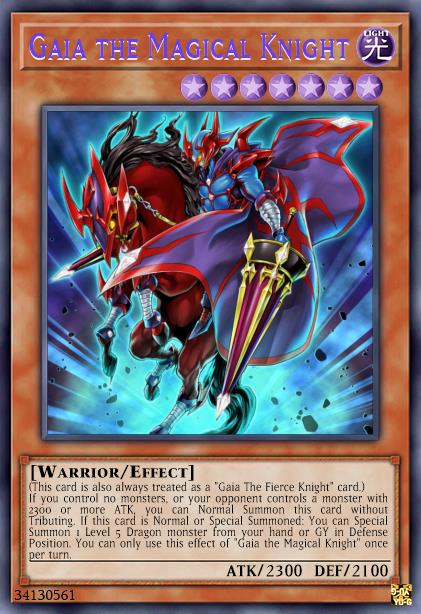 GAIA THE MAGICAL KNIGHT
LIGHT
光
[WARRIOR/EFFECT]
(This card is also always treated as a "Gaia The Fierce Knight" card.)
If you control no monsters, or your opponent controls a monster with
2300 or more ATK, you can Normal Summon this card without
Tributing. If this card is Normal or Special Summoned: You can Special
Summon 1 Level 5 Dragon monster from your hand or GY in Defense
Position. You can only use this effect of "Gaia the Magical Knight" once
per turn.
ATK/2300 DEF/2100
34130561